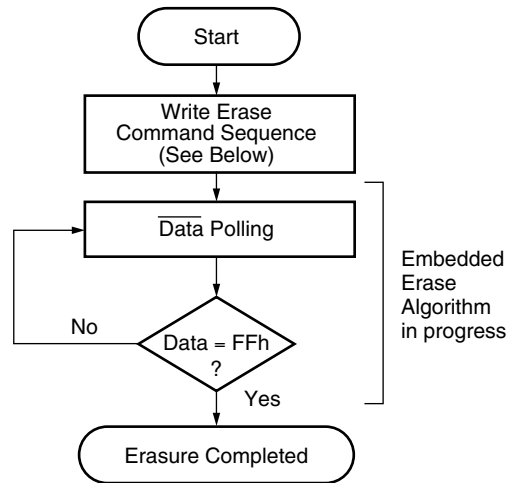 Start
Write Erase
Command Sequence
(See Below)
Data Polling
Embedded
Erase
Algorithm
in progress
No
Data = FFh
?
Yes
Erasure Completed